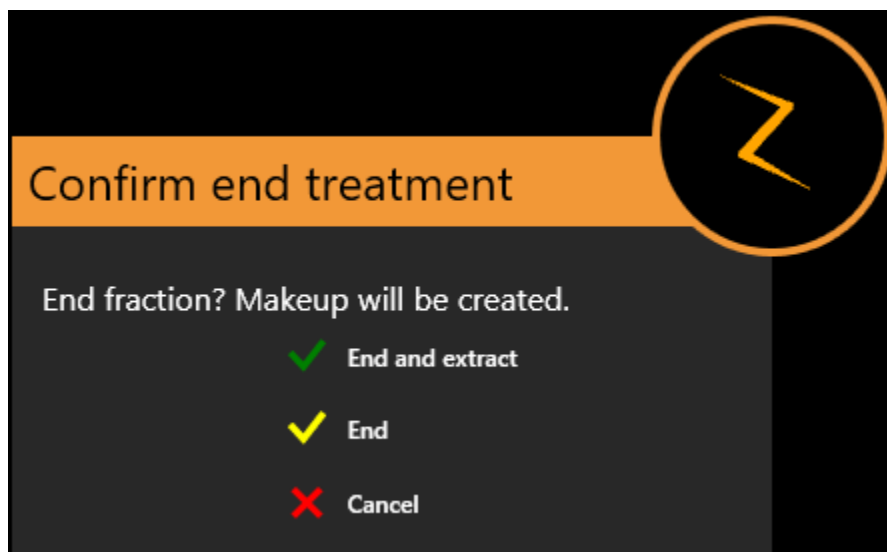 Confirm end treatment
End fraction? Makeup will be created.
End and extract
End
Cancel